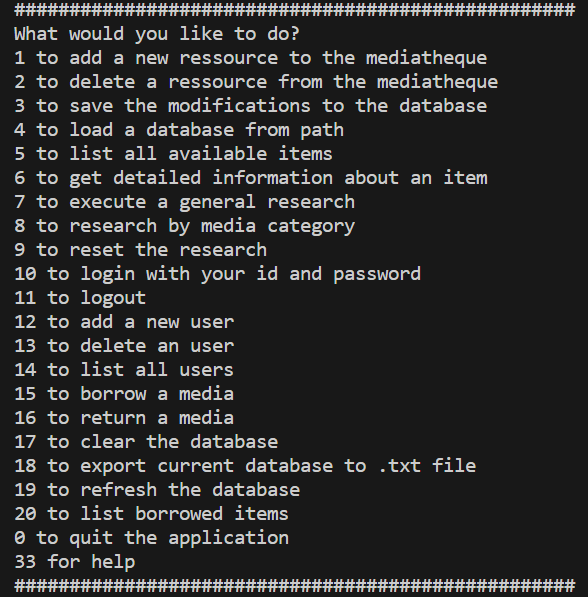 ###################################################
What would you like to do?
1 to add a new ressource to the mediatheque
2 to delete a ressource from the mediatheque
3 to save the modifications to the database
4 to load a database from path
5 to list all available items
6 to get detailed information about an item
7 to execute a general research
8 to research by media category
9 to reset the research
10 to login with your id and password
11 to logout
12 to add a new user
13 to delete an user
14 to list all users
15 to borrow a media
16 to return a media
17 to clear the database
18 to export current database to .txt file
19 to refresh the database
20 to list borrowed items
0 to quit the application
33 for help
###################################################